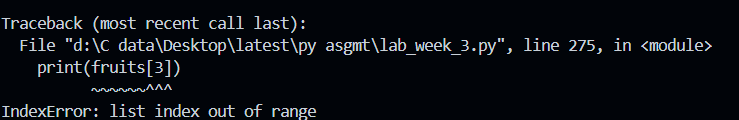 Traceback (most recent call last):
  File "d:\C data\Desktop\latest\py asgmt\lab_week_3.py", line 275, in <module>
    print(fruits[3])
          ~~~~~~^^^
IndexError: list index out of range